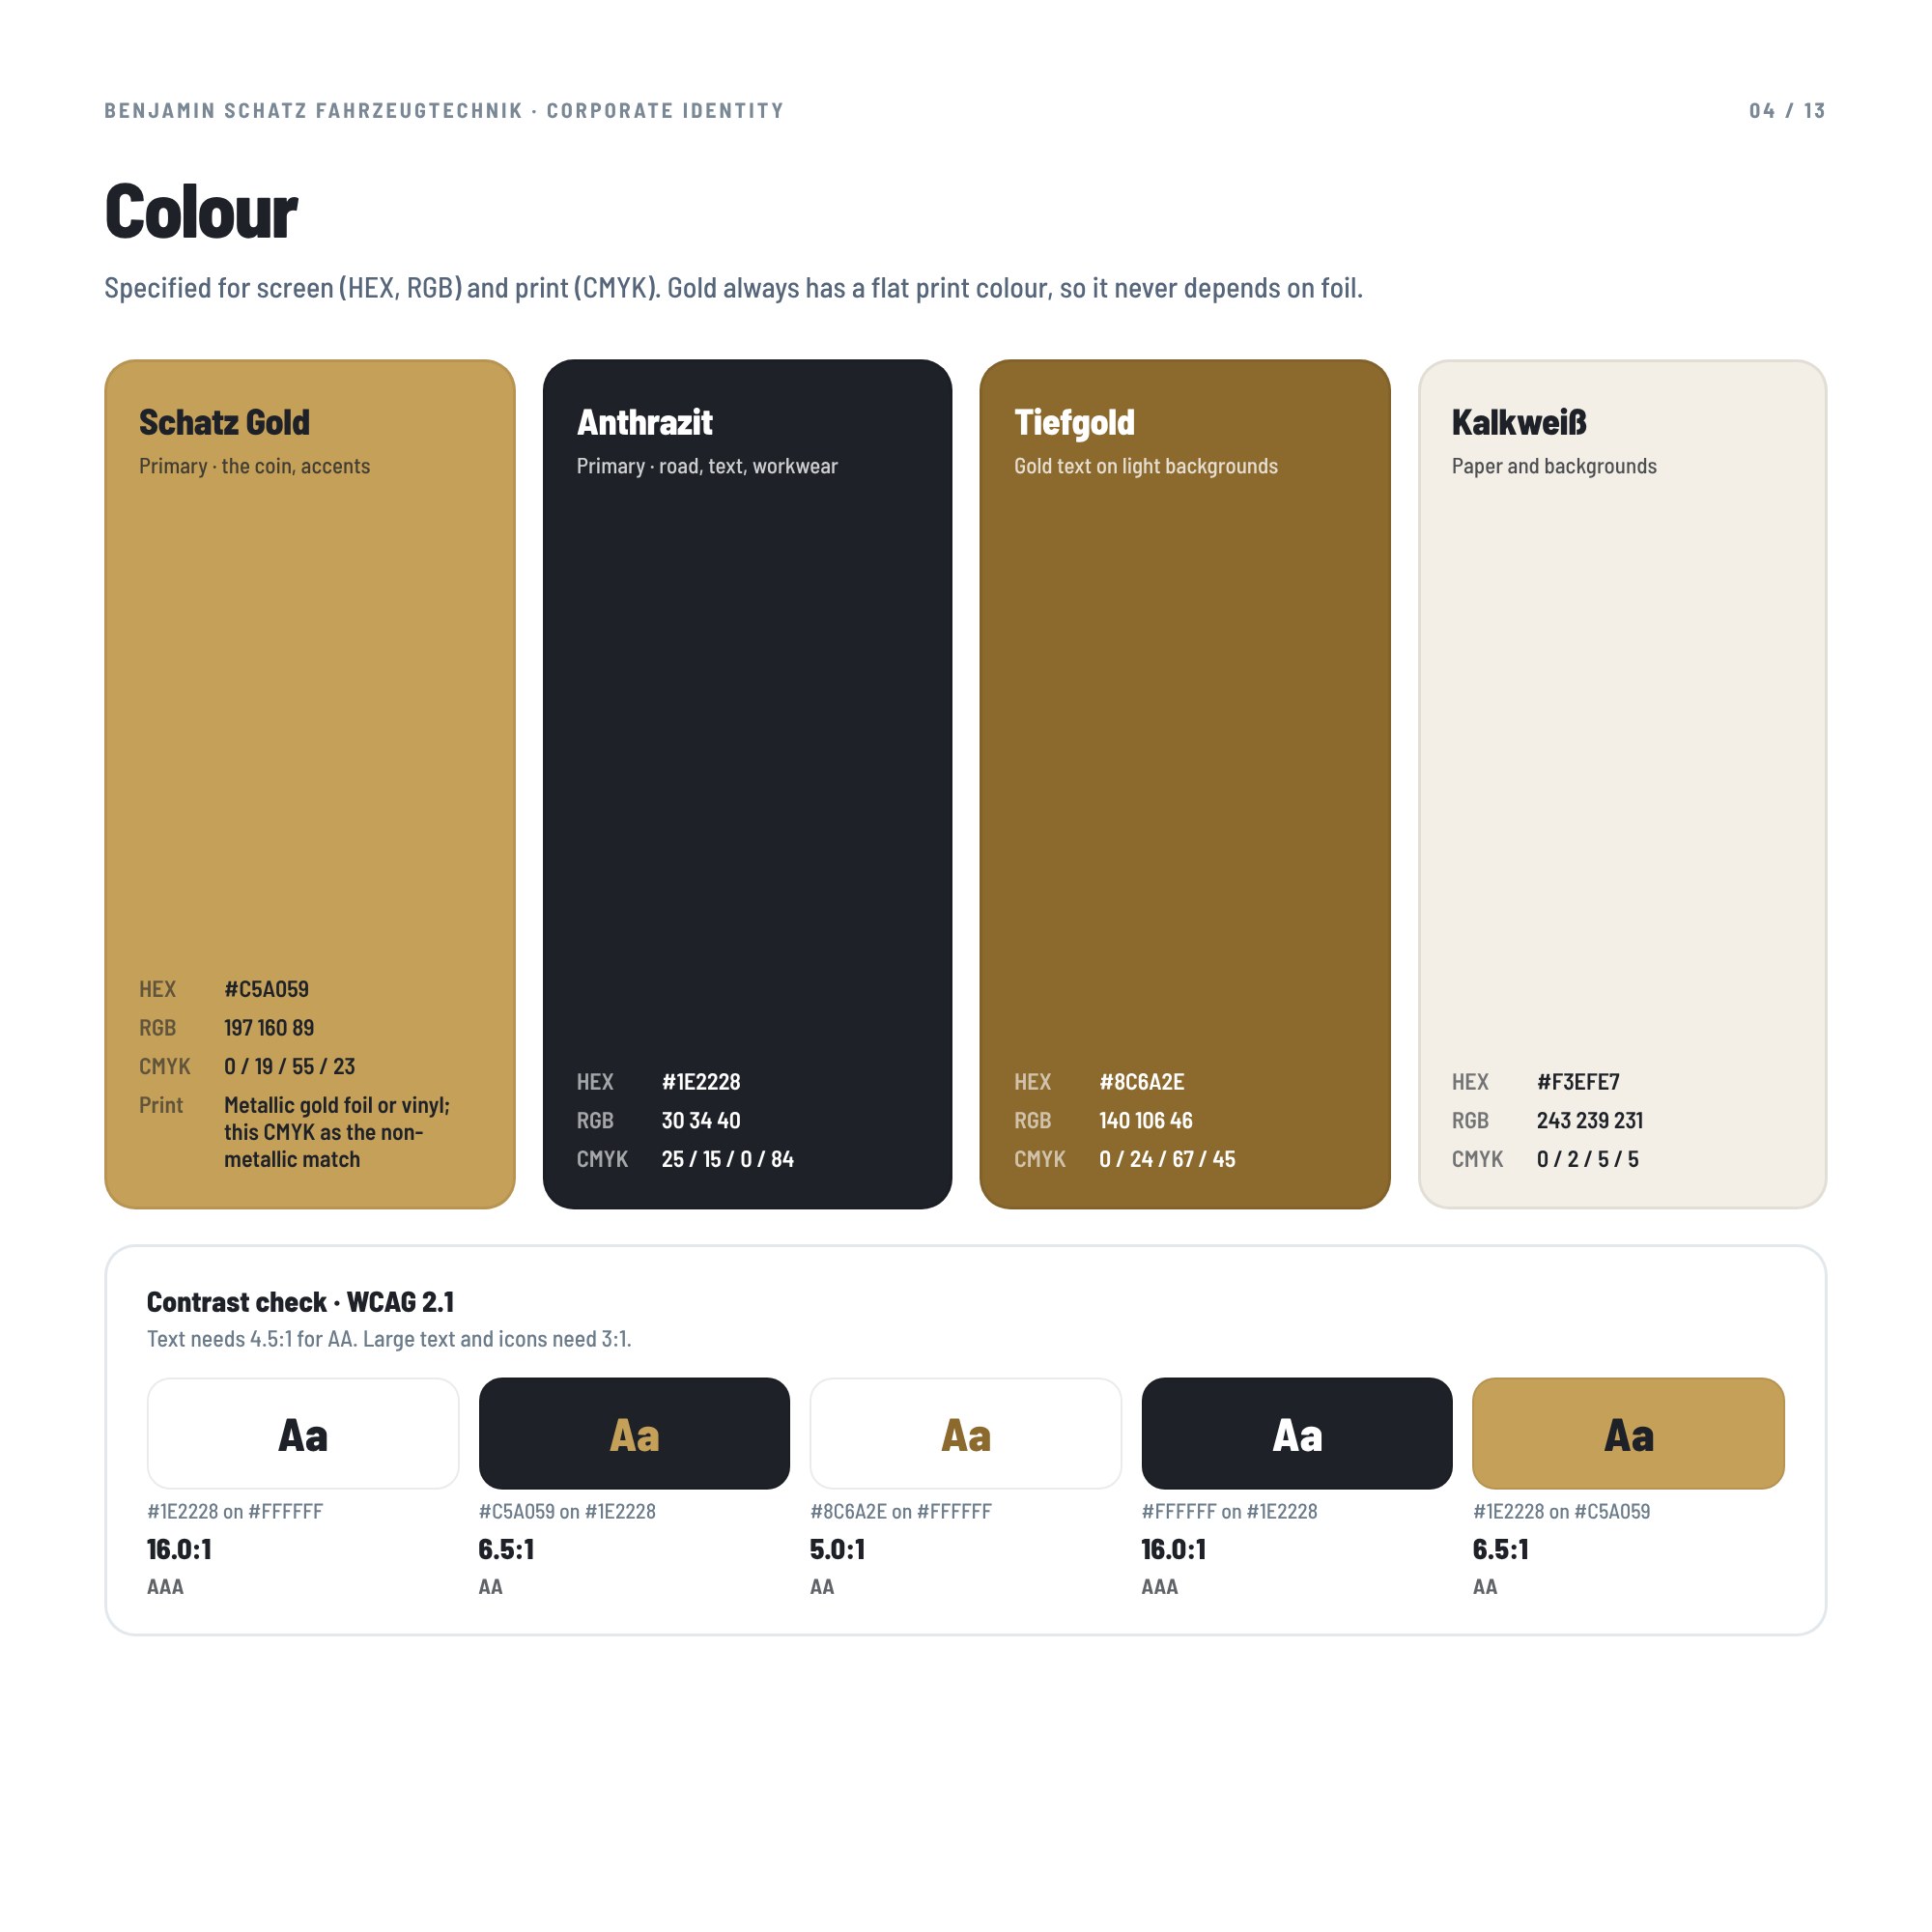 BENJAMIN SCHATZ FAHRZEUGTECHNIK · CORPORATE IDENTITY
04 / 13
Colour
Specified for screen (HEX, RGB) and print (CMYK). Gold always has a flat print colour, so it never depends on foil.
Schatz Gold
Primary · the coin, accents
HEX #C5A059
RGB 197 160 89
CMYK 0 / 19 / 55 / 23
Print Metallic gold foil or vinyl;
this CMYK as the non-
metallic match
Anthrazit
Primary · road, text, workwear
HEX #1E2228
RGB 30 34 40
CMYK 25 / 15 / 0 / 84
Tiefgold
Gold text on light backgrounds
HEX #8C6A2E
RGB 140 106 46
CMYK 0 / 24 / 67 / 45
Kalkweiß
Paper and backgrounds
HEX #F3EFE7
RGB 243 239 231
CMYK 0 / 2 / 5 / 5
Contrast check · WCAG 2.1
Text needs 4.5:1 for AA. Large text and icons need 3:1.
Aa
#1E2228 on #FFFFFF
16.0:1
AAA
Aa
#C5A059 on #1E2228
6.5:1
AA
Aa
#8C6A2E on #FFFFFF
5.0:1
AA
Aa
#FFFFFF on #1E2228
16.0:1
AAA
Aa
#1E2228 on #C5A059
6.5:1
AA